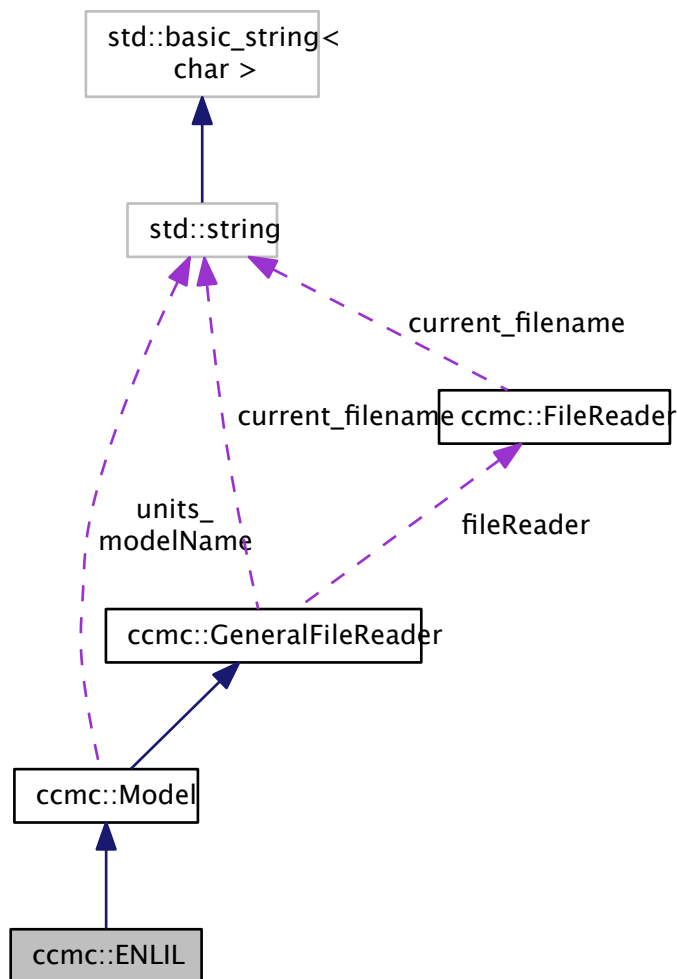 std::basic_string<
char >
std::string
current_filename
current_filename
ccmc::FileReader
units_
modelName
fileReader
ccmc::GeneralFileReader
ccmc::Model
ccmc::ENLIL